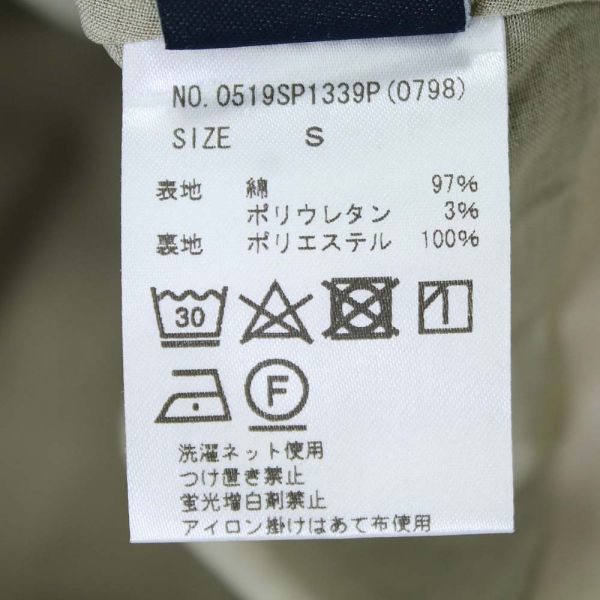 NO. 0519SP1339P(0798)
SIZE S
表地 綿 97%
ポリウレタン 3%
裏地 ポリエステル 100%
30
F
洗濯ネット使用
つけ置き禁止
蛍光増白剤禁止
アイロン掛けはあて布使用